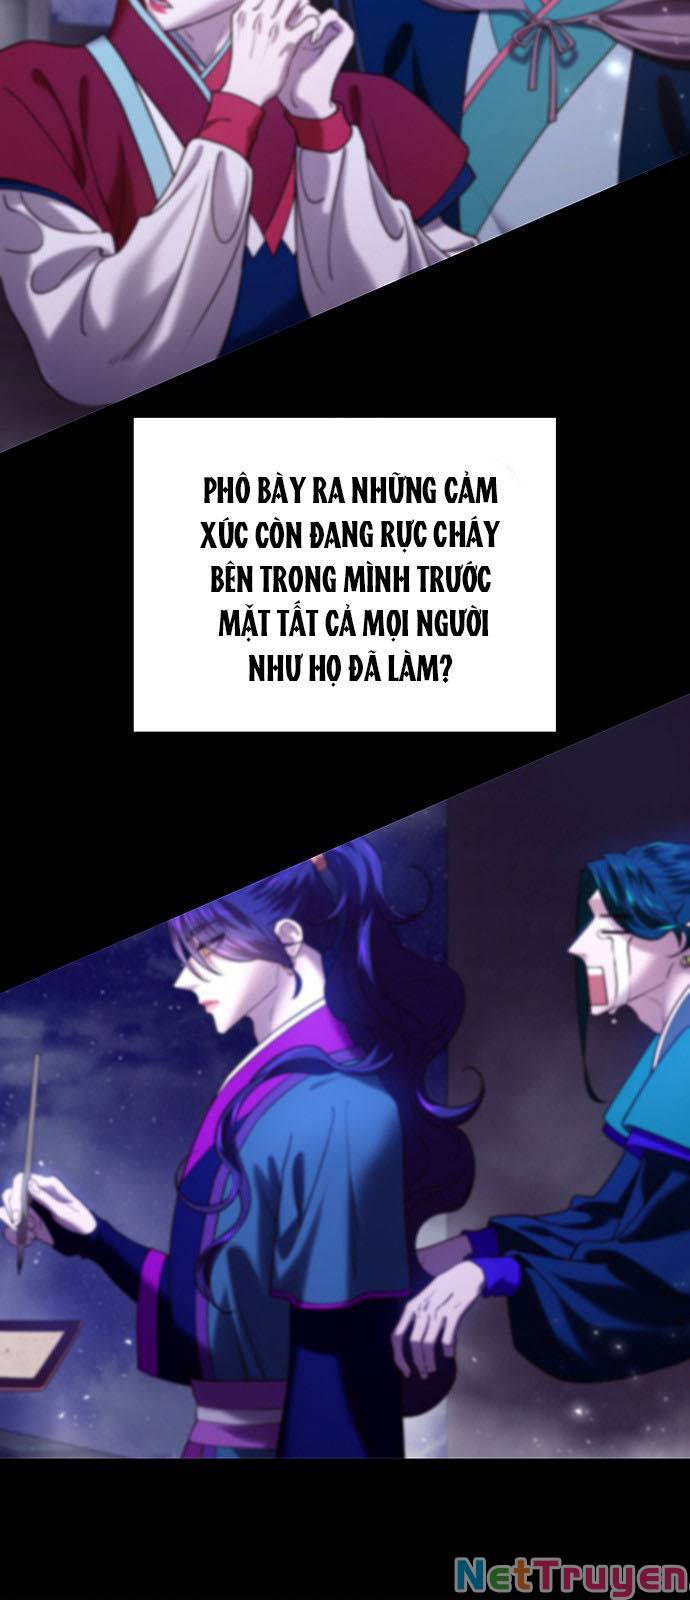 PHÔ BÀY RA NHỮNG CẢM
XÚC CÒN ĐANG RỰC CHÁY
BÊN TRONG MÌNH TRƯỚC
MẶT TẤT CẢ MỌI NGƯỜI
NHƯ HỌ ĐÃ LÀM?
NetTruyen